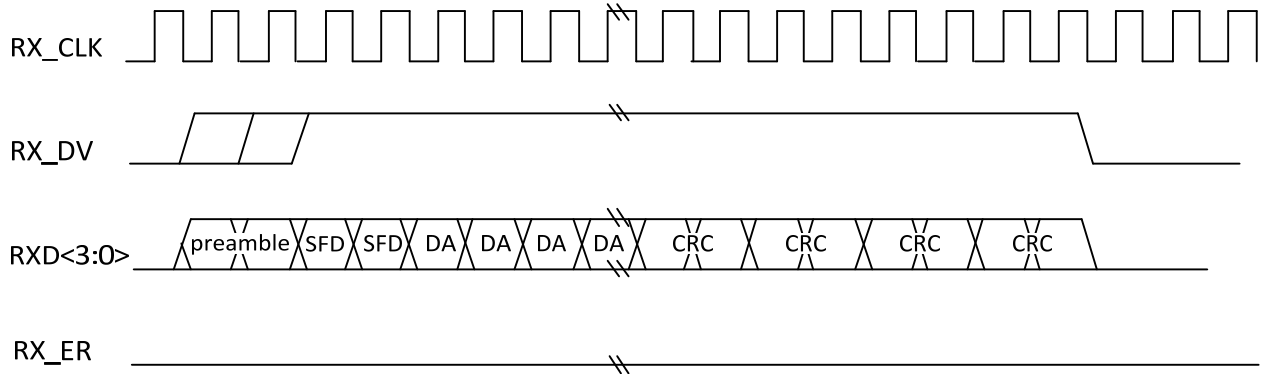 RX_CLK
RX_DV
RXD<3:0> preamble SFD SFD DA DA DA DA CRC CRC CRC CRC
RX_ER